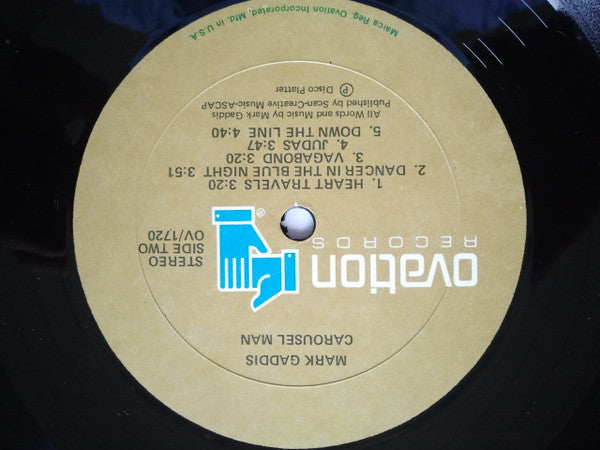 MARK GADDIS
CAROUSEL MAN
ovation
RECORDS
®
STEREO
SIDE TWO
OV/1720
1. HEART TRAVELS 3:20
2. DANCER IN THE BLUE NIGHT 3:51
3. VAGABOND 3:20
4. JUDAS 3:47
5. DOWN THE LINE 4:40
All Words and Music by Mark Gaddis
Published by Scan-Creative Music-ASCAP
Ⓟ Disco Platter
Marca Reg. Ovation Incorporated, Mtd. in U.S.A.